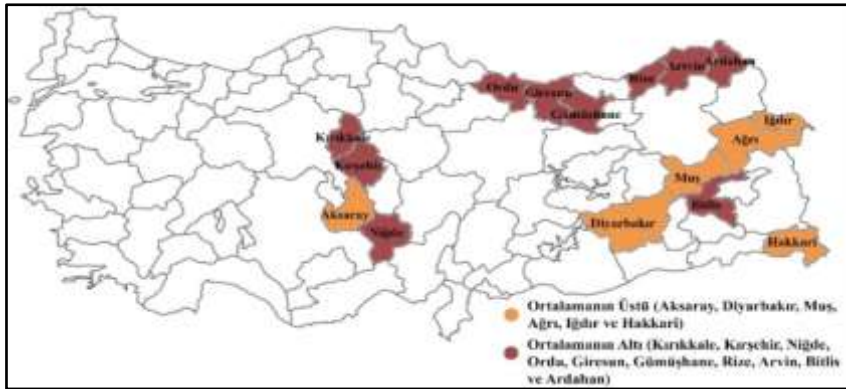 Ordu
Giresun
Gümüşhane
Rize
Artvin
Ardahan
Iğdır
Ağrı
Kırıkkale
Kırşehir
Muş
Bitlis
Aksaray
Niğde
Diyarbakır
Hakkari
Ortalamanın Üstü (Aksaray, Diyarbakır, Muş,
Ağrı, Iğdır ve Hakkari)
Ortalamanın Altı (Kırıkkale, Kırşehir, Niğde,
Ordu, Giresun, Gümüşhane, Rize, Arvin, Bitlis
ve Ardahan)